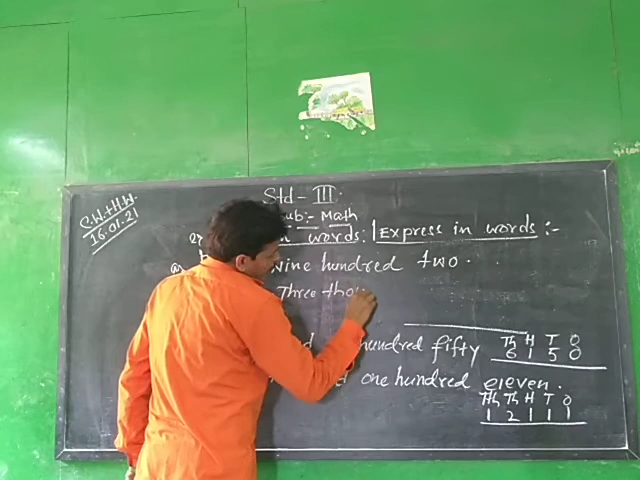 C.W.+H.W.
16.01.21
Std - III:
Sub:- Math
words. | Express in words :-
Nine hundred two.
Three thou
hundred fifty Th H T O
6 1 5 0
one hundred eleven.
TTh Th H T O
1 2 1 1 1